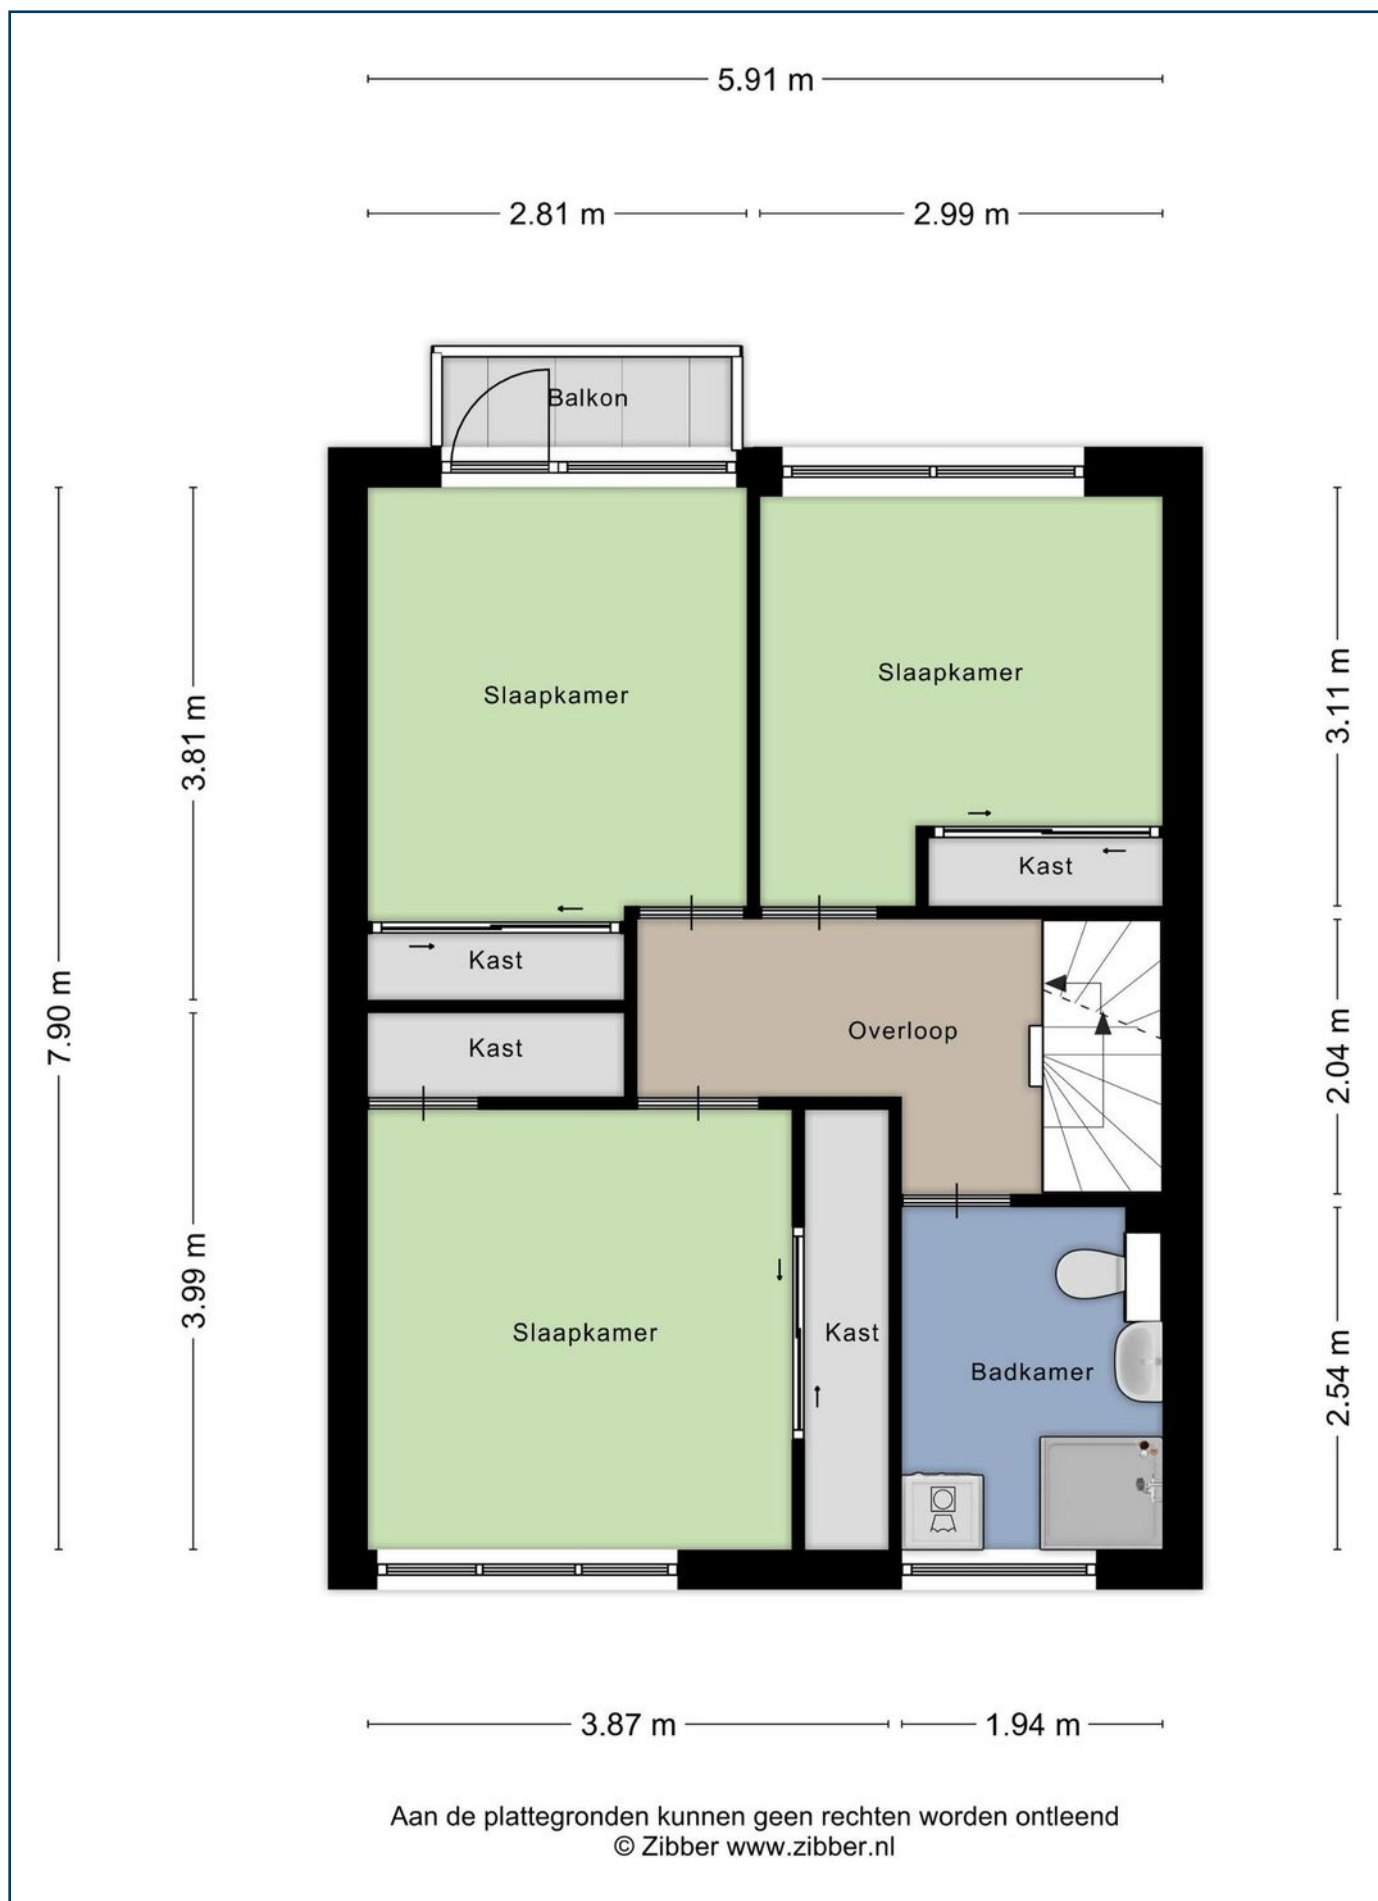 5.91 m
2.81 m
2.99 m
Balkon
Slaapkamer
Slaapkamer
3.11 m
3.81 m
Kast
Kast
7.90 m
Overloop
2.04 m
Kast
3.99 m
Slaapkamer
Kast
Badkamer
2.54 m
3.87 m
1.94 m
Aan de plattegronden kunnen geen rechten worden ontleend
© Zibber www.zibber.nl